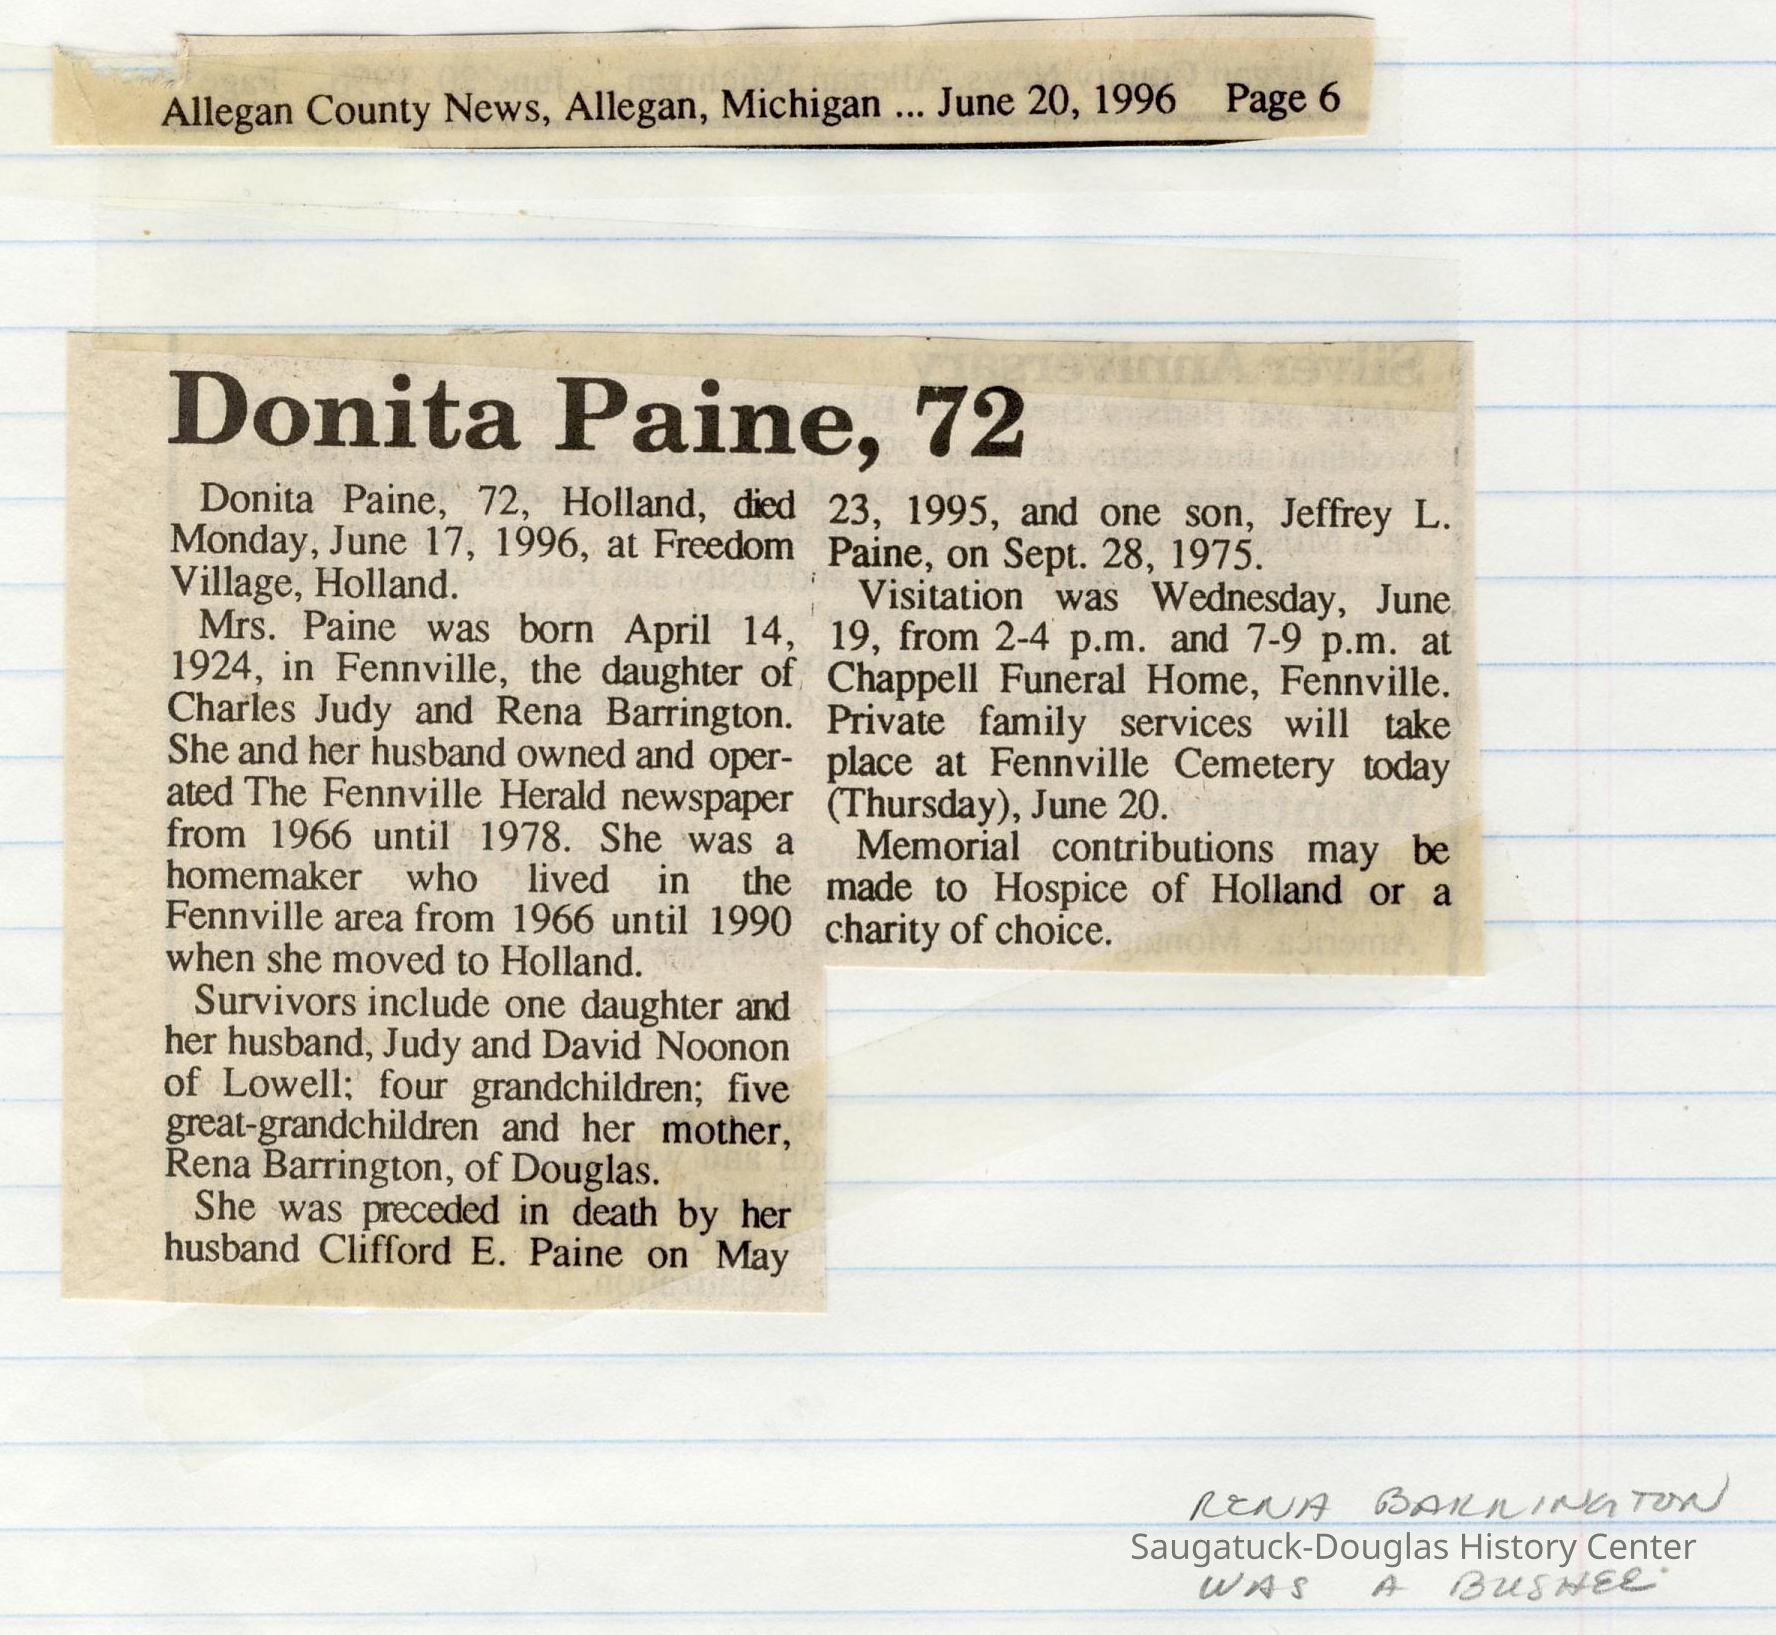 Allegan County News, Allegan, Michigan ... June 20, 1996 Page 6
Donita Paine, 72
Donita Paine, 72, Holland, died
Monday, June 17, 1996, at Freedom
Village, Holland.
Mrs. Paine was born April 14,
1924, in Fennville, the daughter of
Charles Judy and Rena Barrington.
She and her husband owned and oper-
ated The Fennville Herald newspaper
from 1966 until 1978. She was a
homemaker who lived in the
Fennville area from 1966 until 1990
when she moved to Holland.
Survivors include one daughter and
her husband, Judy and David Noonon
of Lowell; four grandchildren; five
great-grandchildren and her mother,
Rena Barrington, of Douglas.
She was preceded in death by her
husband Clifford E. Paine on May
23, 1995, and one son, Jeffrey L.
Paine, on Sept. 28, 1975.
Visitation was Wednesday, June
19, from 2-4 p.m. and 7-9 p.m. at
Chappell Funeral Home, Fennville.
Private family services will take
place at Fennville Cemetery today
(Thursday), June 20.
Memorial contributions may be
made to Hospice of Holland or a
charity of choice.
RENA BARRINGTON
Saugatuck-Douglas History Center
WAS A BUSHEE